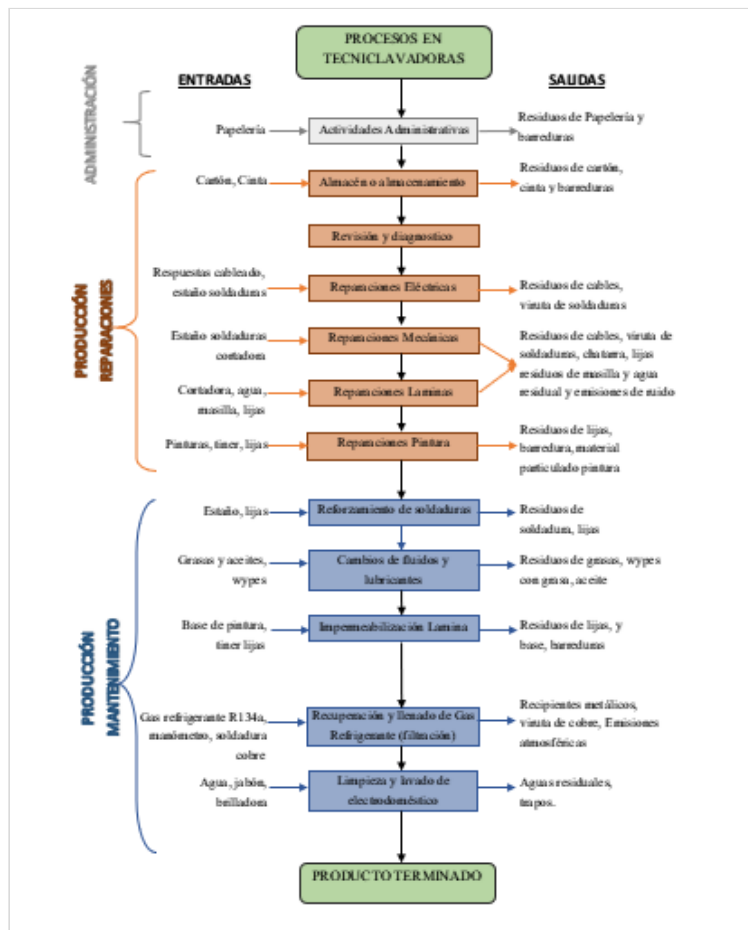 PROCESOS EN
TECNICLAVADORAS
ENTRADAS
SALIDAS
ADMINISTRACIÓN
Papelería
Actividades Administrativas
Residuos de Papelería y
barreduras
PRODUCCIÓN
REPARACIONES
Cartón, Cinta
Almacén o almacenamiento
Residuos de cartón,
cinta y barreduras
Revisión y diagnostico
Respuestas cableado,
estaño soldaduras
Reparaciones Eléctricas
Residuos de cables,
viruta de soldaduras
Estaño soldaduras
cortadora
Reparaciones Mecánicas
Residuos de cables, viruta de
soldaduras, chatarra, lijas
residuos de masilla y agua
residual y emisiones de ruido
Cortadora, agua,
masilla, lijas
Reparaciones Laminas
Pinturas, tiner, lijas
Reparaciones Pintura
Residuos de lijas,
barredura, material
particulado pintura
PRODUCCIÓN
MANTENIMIENTO
Estaño, lijas
Reforzamiento de soldaduras
Residuos de
soldadura, lijas
Grasas y aceites,
wypes
Cambios de fluidos y
lubricantes
Residuos de grasas, wypes
con grasa, aceite
Base de pintura,
tiner lijas
Impermeabilización Lamina
Residuos de lijas, y
base, barreduras
Gas refrigerante R134a,
manómetro, soldadura
cobre
Recuperación y llenado de Gas
Refrigerante (filtración)
Recipientes metálicos,
viruta de cobre, Emisiones
atmosféricas
Agua, jabón,
brilladora
Limpieza y lavado de
electrodoméstico
Aguas residuales,
trapos.
PRODUCTO TERMINADO